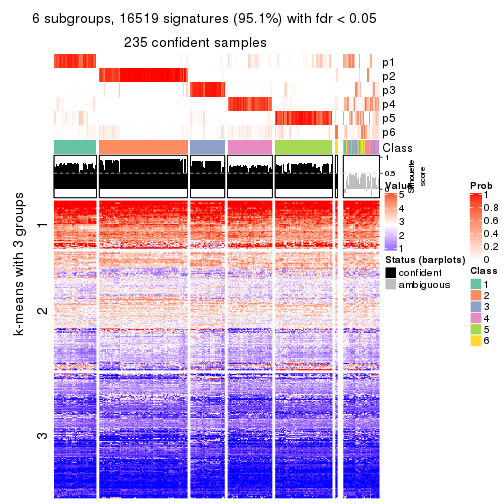 6 subgroups, 16519 signatures (95.1%) with fdr < 0.05
235 confident samples
p1
p2
p3
p4
p5
p6
Class
1
0.5
0
Silhouette
score
k-means with 3 groups
1
2
3
Value
5
4
3
2
1
Status (barplots)
confident
ambiguous
Prob
1
0.8
0.6
0.4
0.2
0
Class
1
2
3
4
5
6